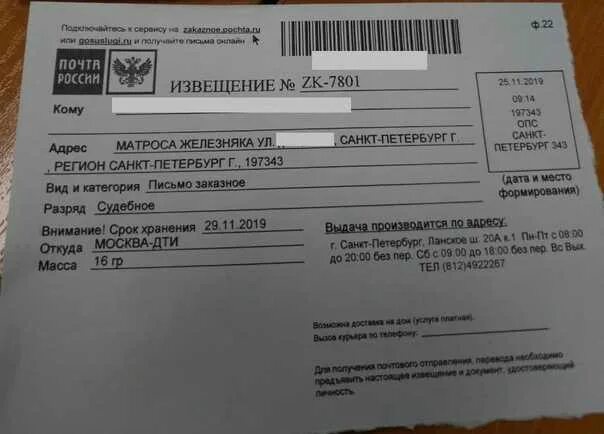 Подключайтесь к сервису на zakaznoe.pochta.ru
или gosuslugi.ru и получайте письма онлайн
ф.22
ПОЧТА
РОССИИ
ИЗВЕЩЕНИЕ № ZK-7801
25.11.2019
09:14
197343
ОПС
САНКТ-
ПЕТЕРБУРГ 343
(дата и место
формирования)
Кому
Адрес МАТРОСА ЖЕЛЕЗНЯКА УЛ. , САНКТ-ПЕТЕРБУРГ Г.
, РЕГИОН САНКТ-ПЕТЕРБУРГ Г., 197343
Вид и категория Письмо заказное
Разряд Судебное
Внимание! Срок хранения 29.11.2019
Откуда МОСКВА-ДТИ
Масса 16 гр
Выдача производится по адресу:
г. Санкт-Петербург, Ланское ш. 20А к.1 Пн-Пт с 08:00
до 20:00 без пер. Сб с 09:00 до 18:00 без пер. Вс Вых.
ТЕЛ (812)4922267
Возможна доставка на дом (услуга платная).
Вызов курьера по телефону:
Для получения почтового отправления, перевода необходимо
предъявить настоящее извещение и документ, удостоверяющий
личность.